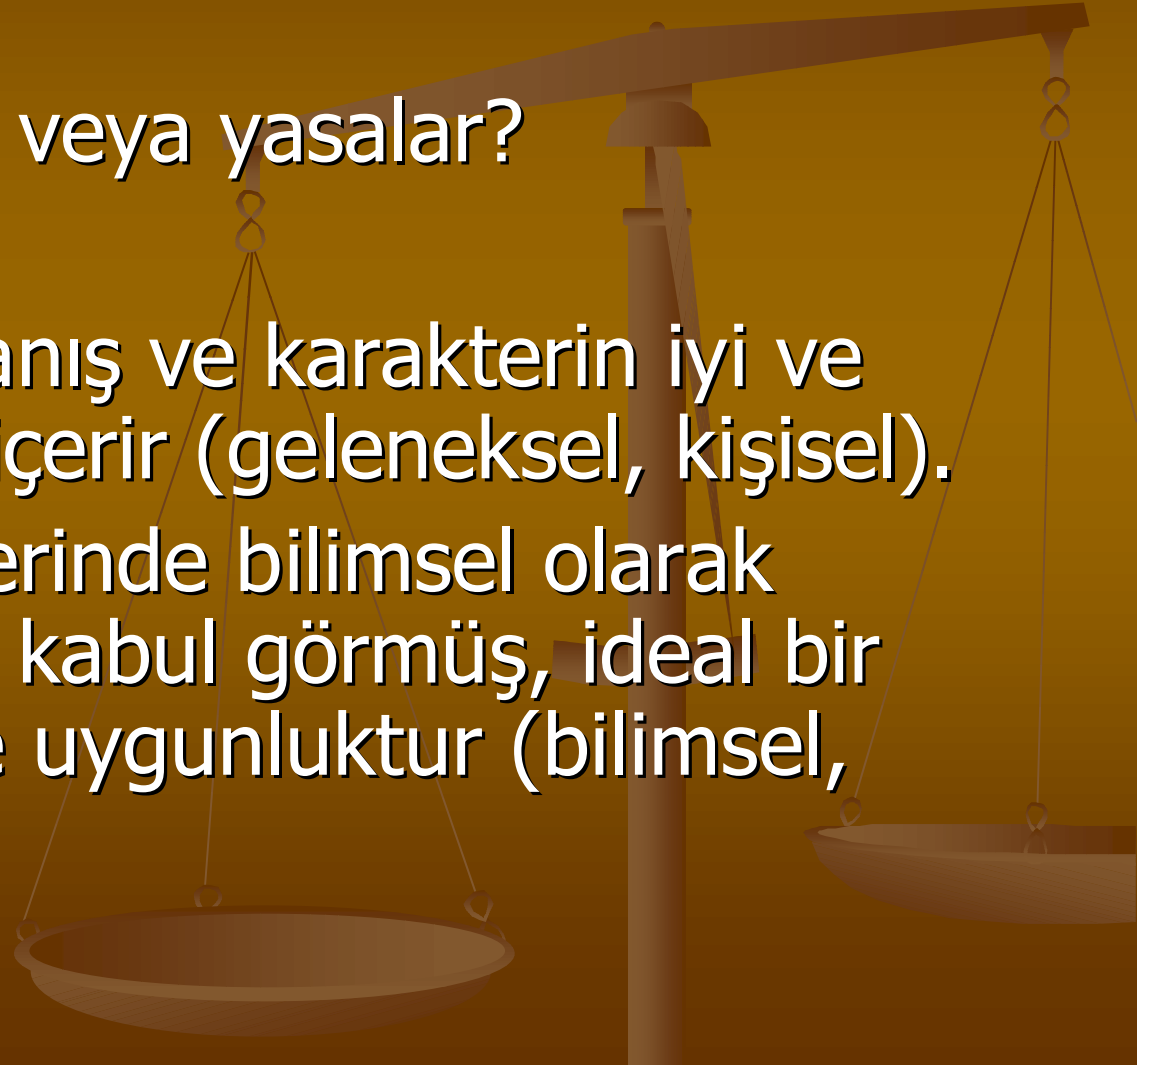 veya yasalar?
anış ve karakterin iyi ve
içerir (geleneksel, kişisel).
erinde bilimsel olarak
kabul görmüş, ideal bir
e uygunluktur (bilimsel,